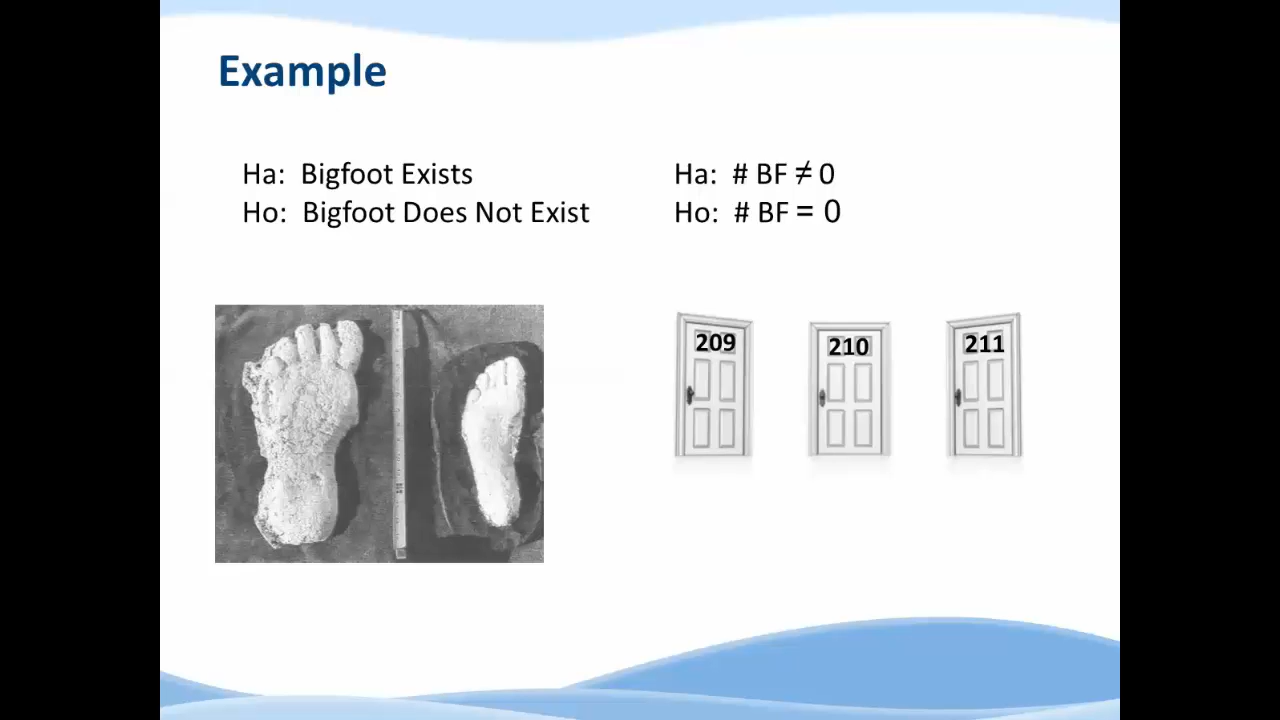 Example
Ha:  Bigfoot Exists
Ho:  Bigfoot Does Not Exist
Ha:  # BF ≠ 0
Ho:  # BF = 0
209
210
211